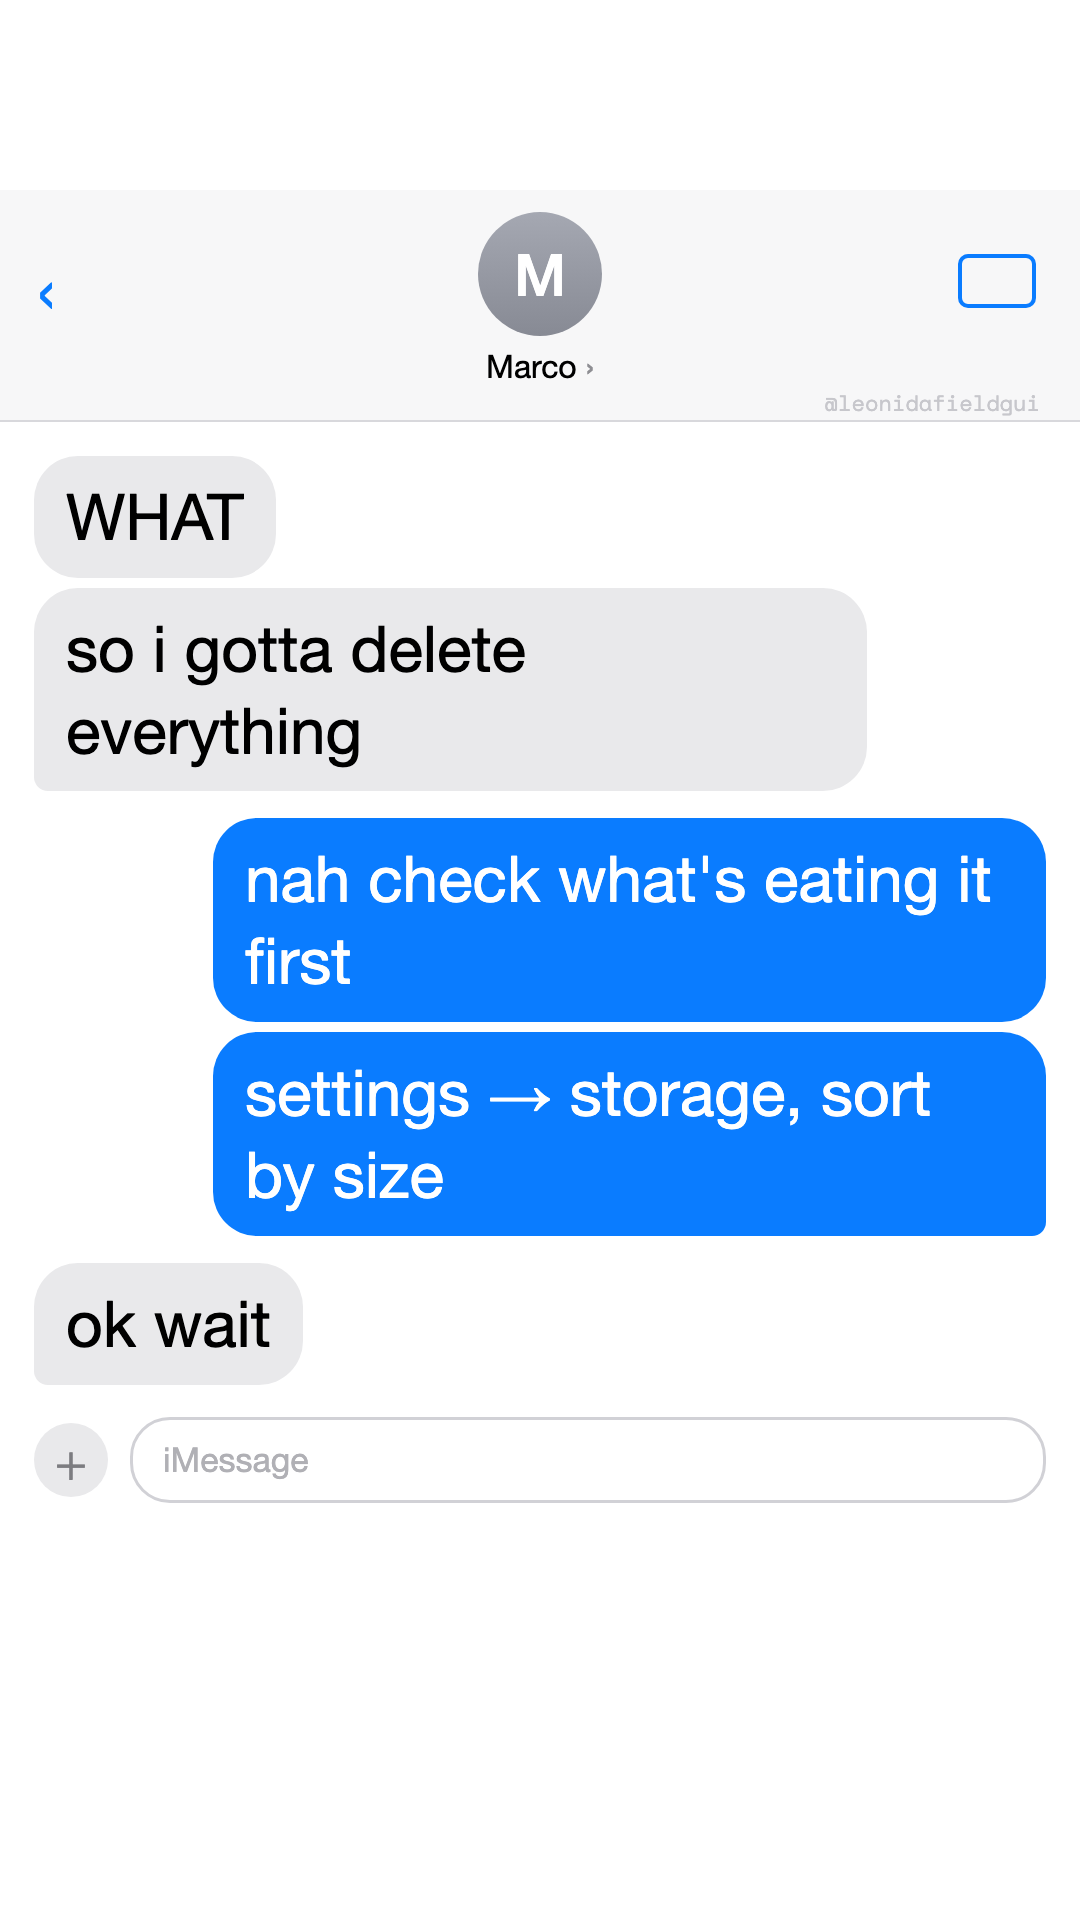 M
Marco ›
@leonidafieldgui
WHAT
so i gotta delete
everything
nah check what's eating it
first
settings → storage, sort
by size
ok wait
+
iMessage